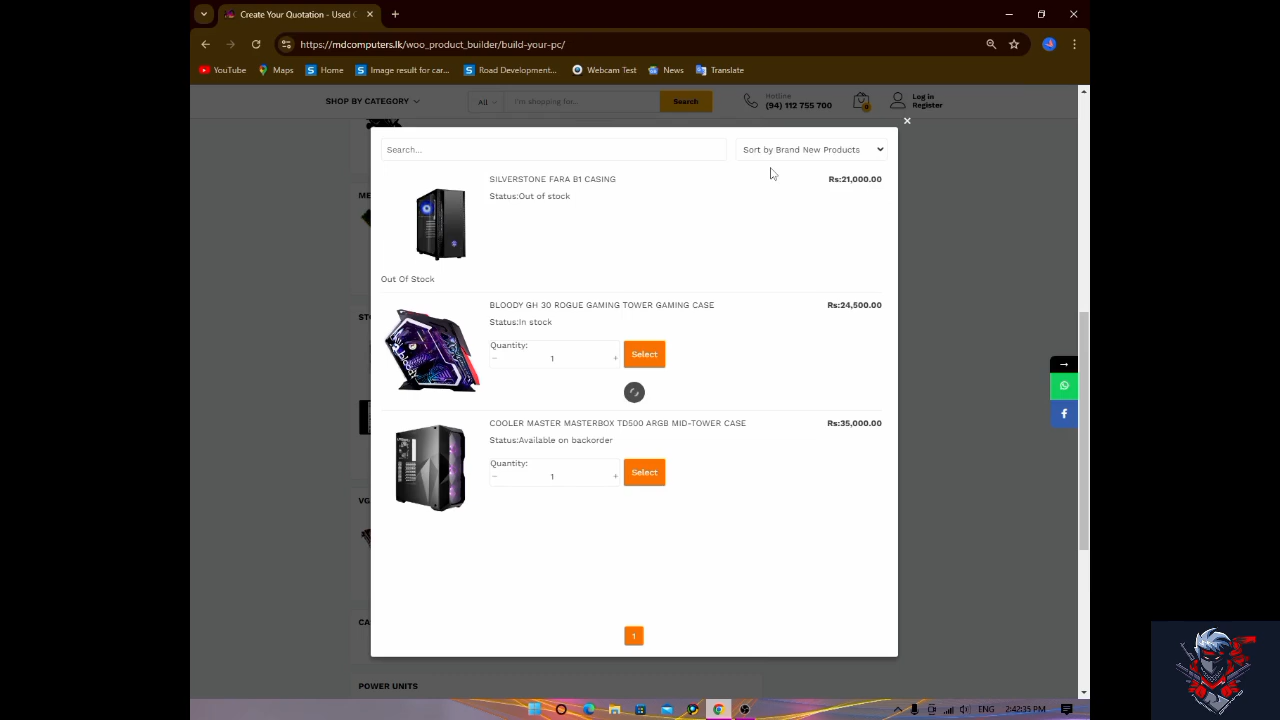 Create Your Quotation - Used
https://mdcomputers.lk/woo_product_builder/build-your-pc/
YouTube
Maps
Home
Image result for car...
Road Development...
Webcam Test
News
Translate
SHOP BY CATEGORY
All
I'm shopping for...
Search
Hotline
(94) 112 755 700
0
Log in
Register
×
Search...
Sort by Brand New Products
SILVERSTONE FARA B1 CASING
Rs:21,000.00
Status:Out of stock
Out Of Stock
BLOODY GH 30 ROGUE GAMING TOWER GAMING CASE
Rs:24,500.00
Status:In stock
Quantity:
− 1 +
Select
COOLER MASTER MASTERBOX TD500 ARGB MID-TOWER CASE
Rs:35,000.00
Status:Available on backorder
Quantity:
− 1 +
Select
1
ME
STO
VG
CA
POWER UNITS
ENG
2:42:35 PM